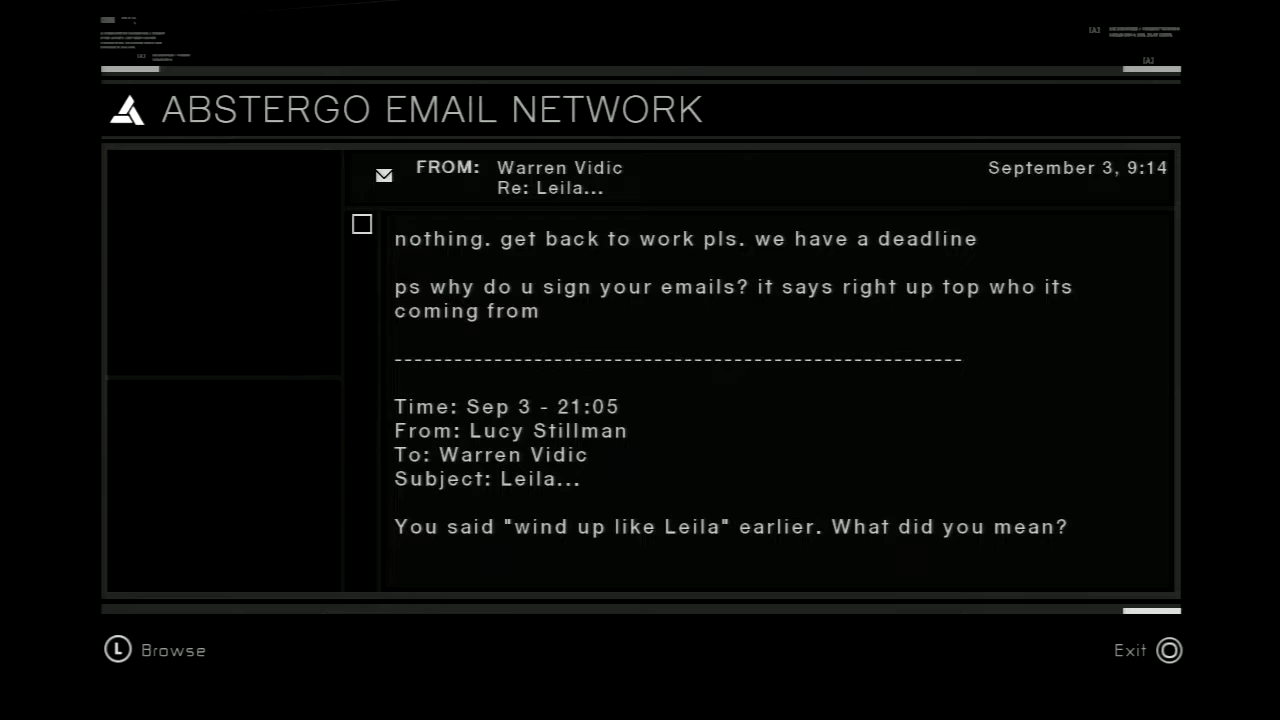 ABSTERGO EMAIL NETWORK
FROM: Warren Vidic September 3, 9:14
Re: Leila...
nothing. get back to work pls. we have a deadline
ps why do u sign your emails? it says right up top who its
coming from
---------------------------------------------------------
Time: Sep 3 - 21:05
From: Lucy Stillman
To: Warren Vidic
Subject: Leila...
You said "wind up like Leila" earlier. What did you mean?
L Browse
Exit